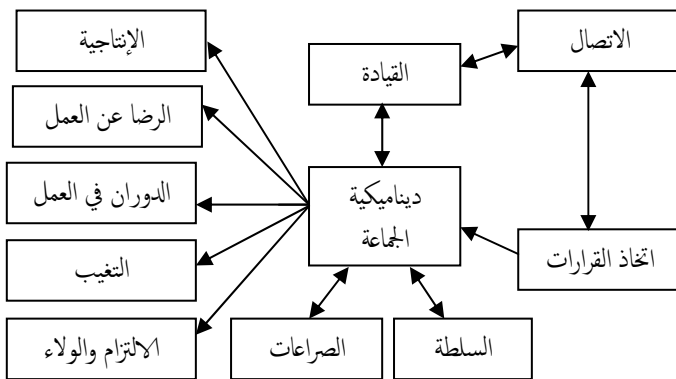 الاتصال
القيادة
الإنتاجية
الرضا عن العمل
ديناميكية
الجماعة
الدوران في العمل
اتخاذ القرارات
التغيب
السلطة
الصراعات
الالتزام والولاء